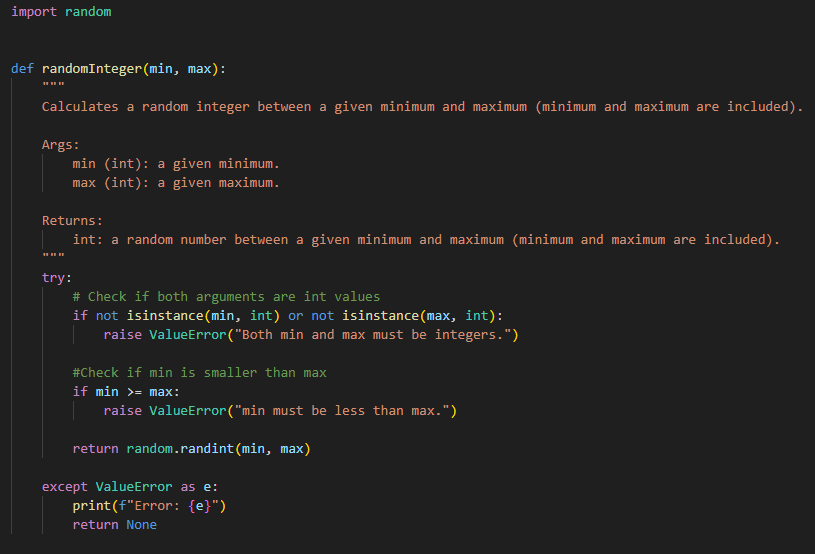 import random
def randomInteger(min, max):
"""
Calculates a random integer between a given minimum and maximum (minimum and maximum are included).
Args:
min (int): a given minimum.
max (int): a given maximum.
Returns:
int: a random number between a given minimum and maximum (minimum and maximum are included).
"""
try:
# Check if both arguments are int values
if not isinstance(min, int) or not isinstance(max, int):
raise ValueError("Both min and max must be integers.")
#Check if min is smaller than max
if min >= max:
raise ValueError("min must be less than max.")
return random.randint(min, max)
except ValueError as e:
print(f"Error: {e}")
return None